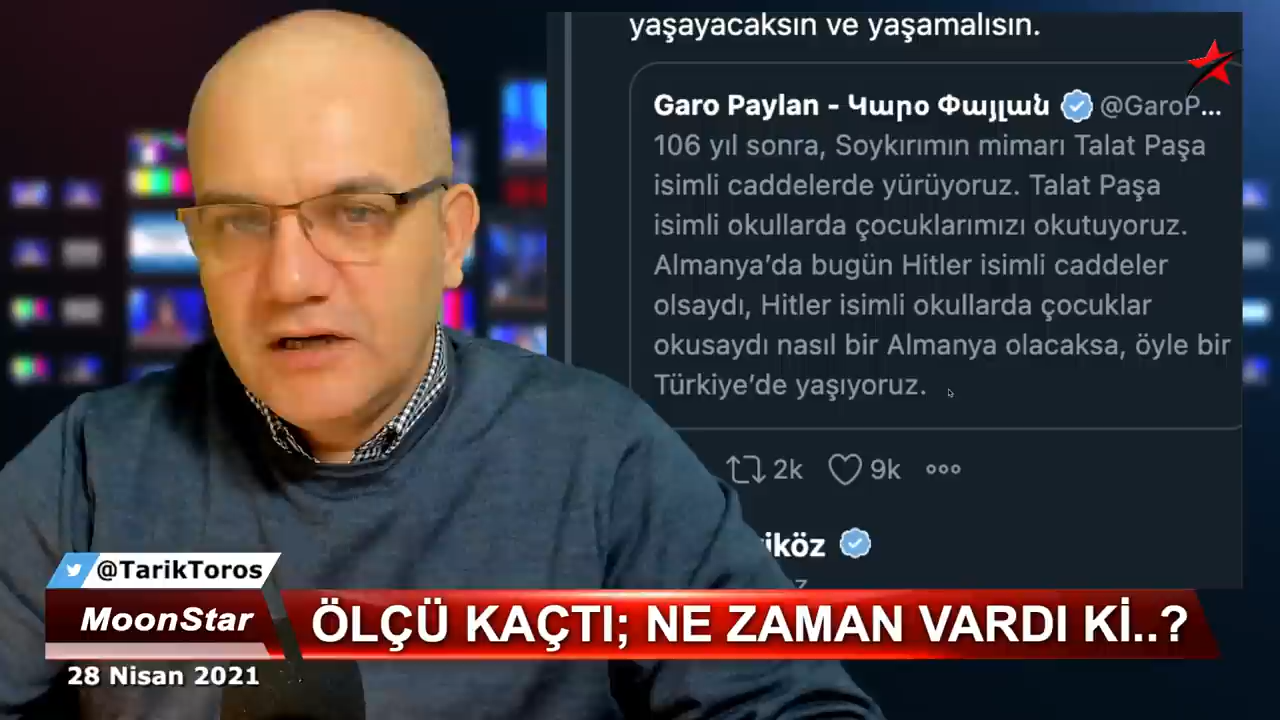 yaşayacaksın ve yaşamalısın.
Garo Paylan - Կարօ Փայլան @GaroP...
106 yıl sonra, Soykırımın mimarı Talat Paşa
isimli caddelerde yürüyoruz. Talat Paşa
isimli okullarda çocuklarımızı okutuyoruz.
Almanya’da bugün Hitler isimli caddeler
olsaydı, Hitler isimli okullarda çocuklar
okusaydı nasıl bir Almanya olacaksa, öyle bir
Türkiye’de yaşıyoruz.
2k 9k
@TarikToros
MoonStar
ÖLÇÜ KAÇTI; NE ZAMAN VARDI Kİ..?
28 Nisan 2021